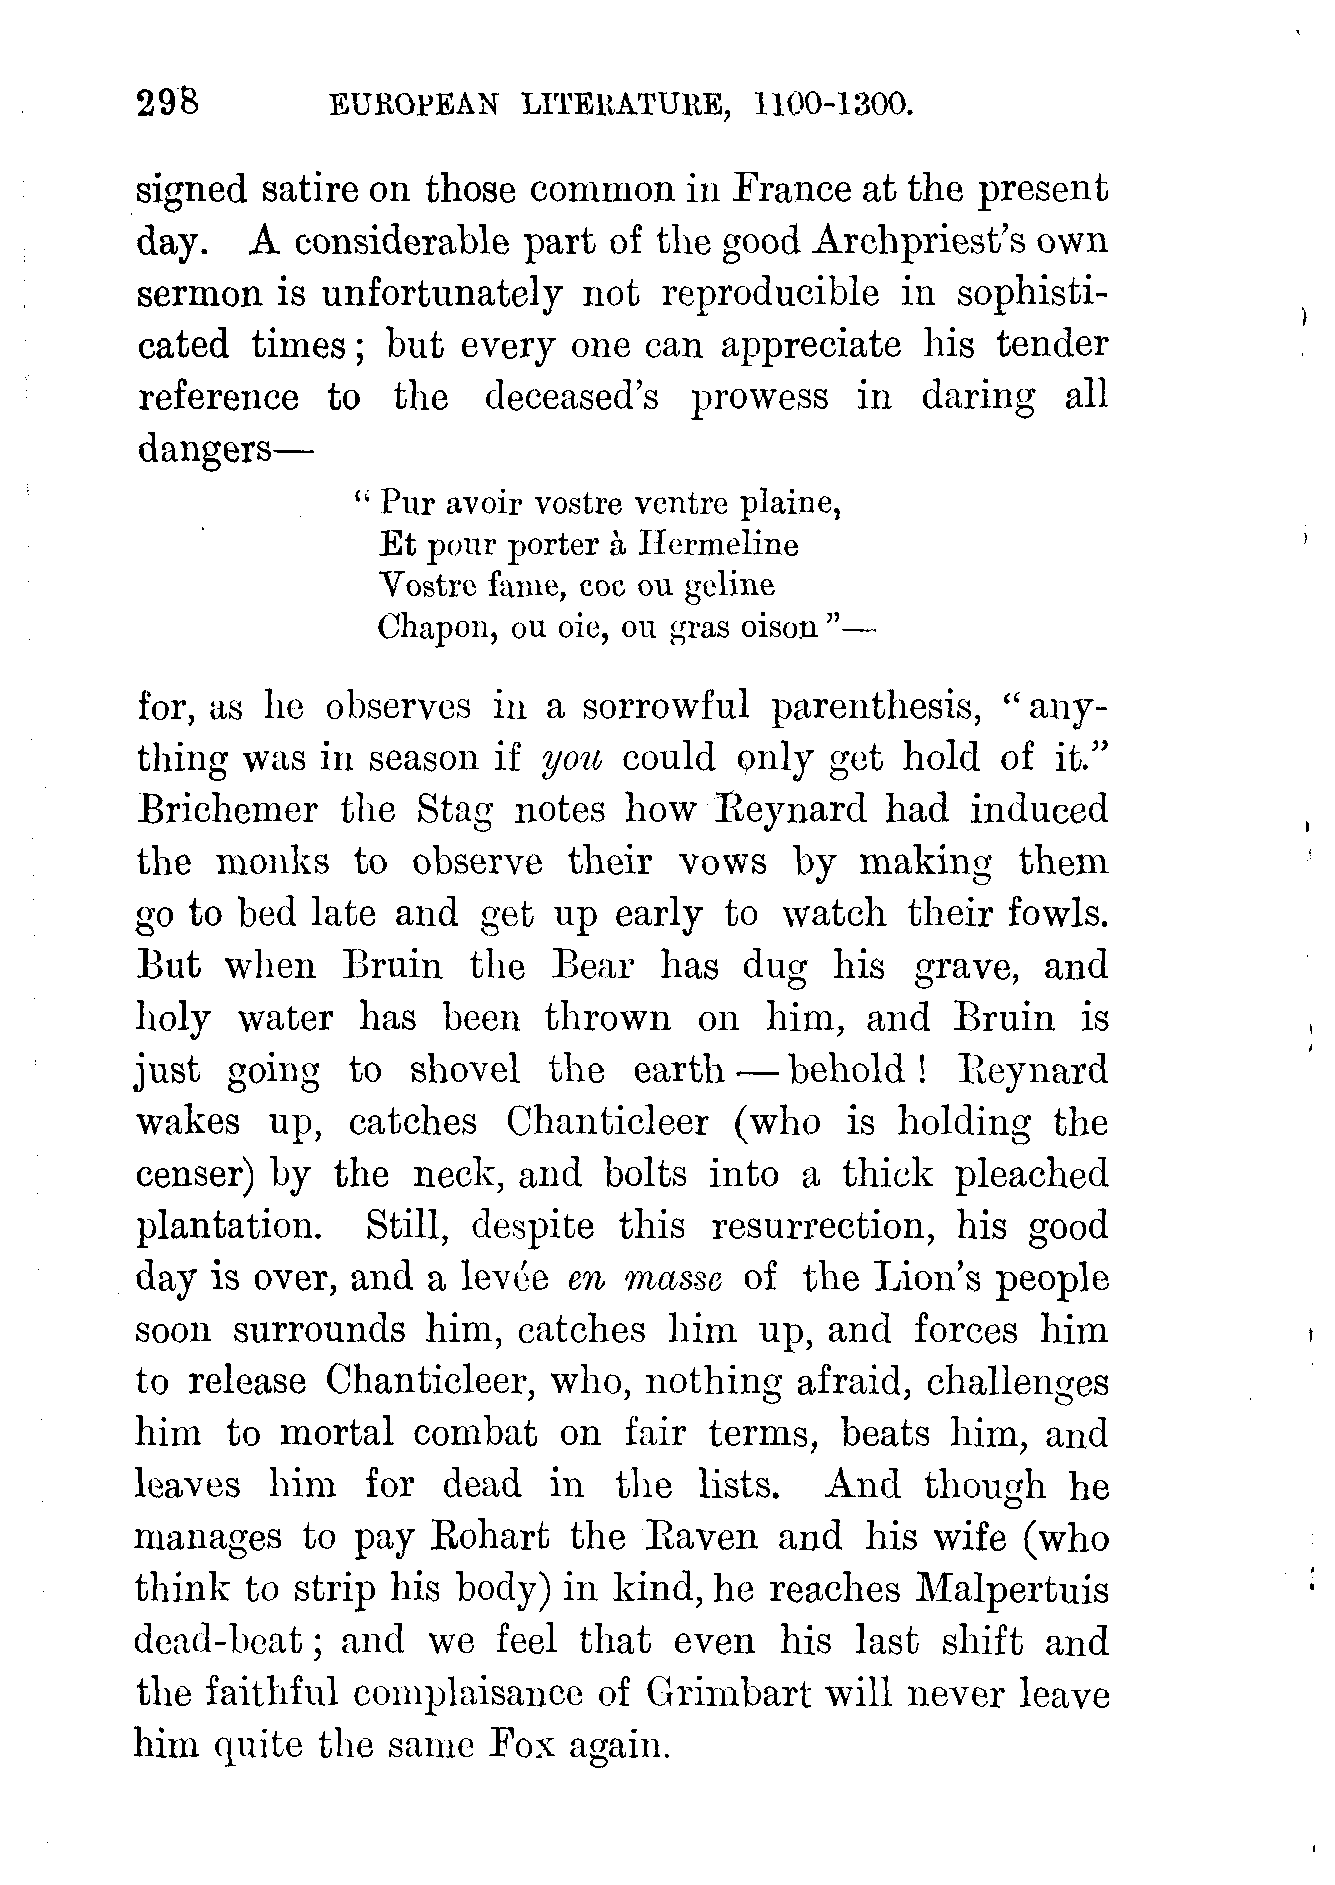 298 EUROPEAN LITERATURE, 1100-1300.
signed satire on those common in France at the present
day. A considerable part of the good Archpriest's own
sermon is unfortunately not reproducible in sophisti-
cated times; but every one can appreciate his tender
reference to the deceased's prowess in daring all
dangers—
“Pur avoir vostre ventre plaine,
Et pour porter à Hermeline
Vostre fame, coc ou geline
Chapon, ou oie, ou gras oison”—
for, as he observes in a sorrowful parenthesis, “any-
thing was in season if you could only get hold of it.”
Brichemer the Stag notes how Reynard had induced
the monks to observe their vows by making them
go to bed late and get up early to watch their fowls.
But when Bruin the Bear has dug his grave, and
holy water has been thrown on him, and Bruin is
just going to shovel the earth — behold! Reynard
wakes up, catches Chanticleer (who is holding the
censer) by the neck, and bolts into a thick pleached
plantation. Still, despite this resurrection, his good
day is over, and a levée en masse of the Lion's people
soon surrounds him, catches him up, and forces him
to release Chanticleer, who, nothing afraid, challenges
him to mortal combat on fair terms, beats him, and
leaves him for dead in the lists. And though he
manages to pay Rohart the Raven and his wife (who
think to strip his body) in kind, he reaches Malpertuis
dead-beat; and we feel that even his last shift and
the faithful complaisance of Grimbart will never leave
him quite the same Fox again.